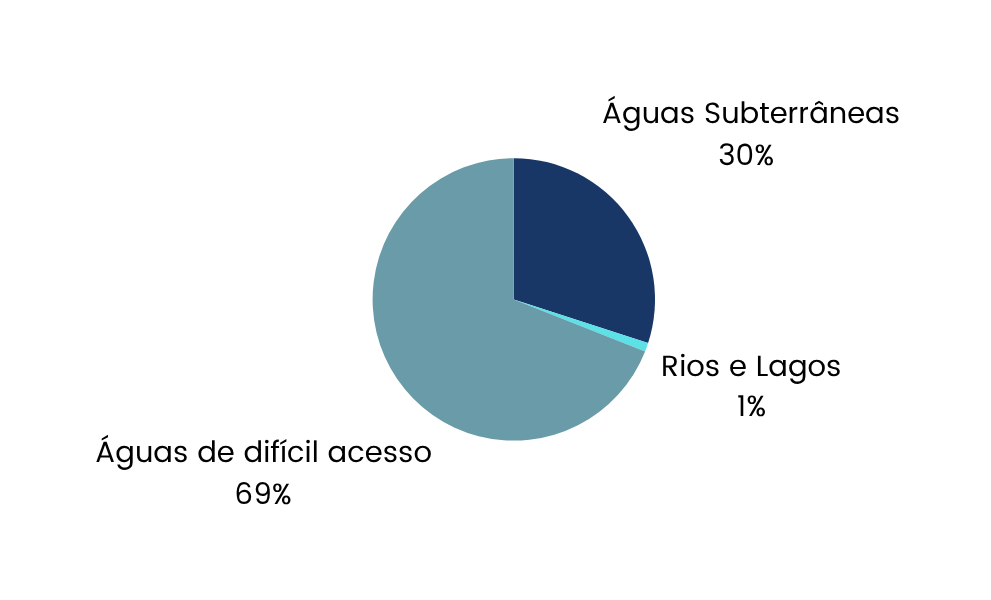 Águas Subterrâneas
30%
Rios e Lagos
1%
Águas de difícil acesso
69%